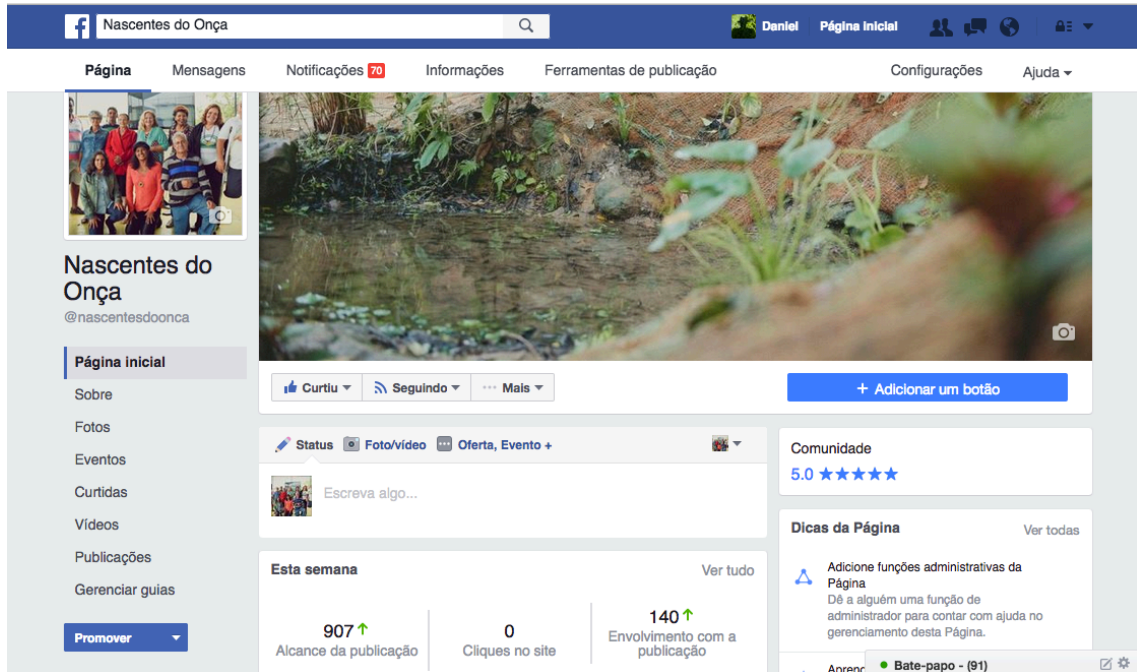 Nascentes do Onça
Daniel
Página inicial
Página
Mensagens
Notificações 70
Informações
Ferramentas de publicação
Configurações
Ajuda
Nascentes do
Onça
@nascentesdoonca
Página inicial
Sobre
Fotos
Eventos
Curtidas
Vídeos
Publicações
Gerenciar guias
Promover
Curtiu
Seguindo
Mais
+ Adicionar um botão
Status
Foto/vídeo
Oferta, Evento +
Escreva algo...
Esta semana
Ver tudo
907
Alcance da publicação
0
Cliques no site
140
Envolvimento com a
publicação
Comunidade
5.0 ★★★★★
Dicas da Página
Ver todas
Adicione funções administrativas da
Página
Dê a alguém uma função de
administrador para contar com ajuda no
gerenciamento desta Página.
Bate-papo - (91)